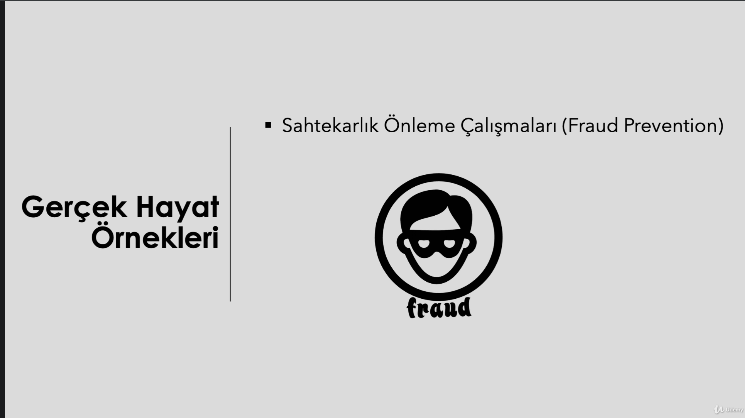 Gerçek Hayat
Örnekleri
▪ Sahtekarlık Önleme Çalışmaları (Fraud Prevention)
fraud